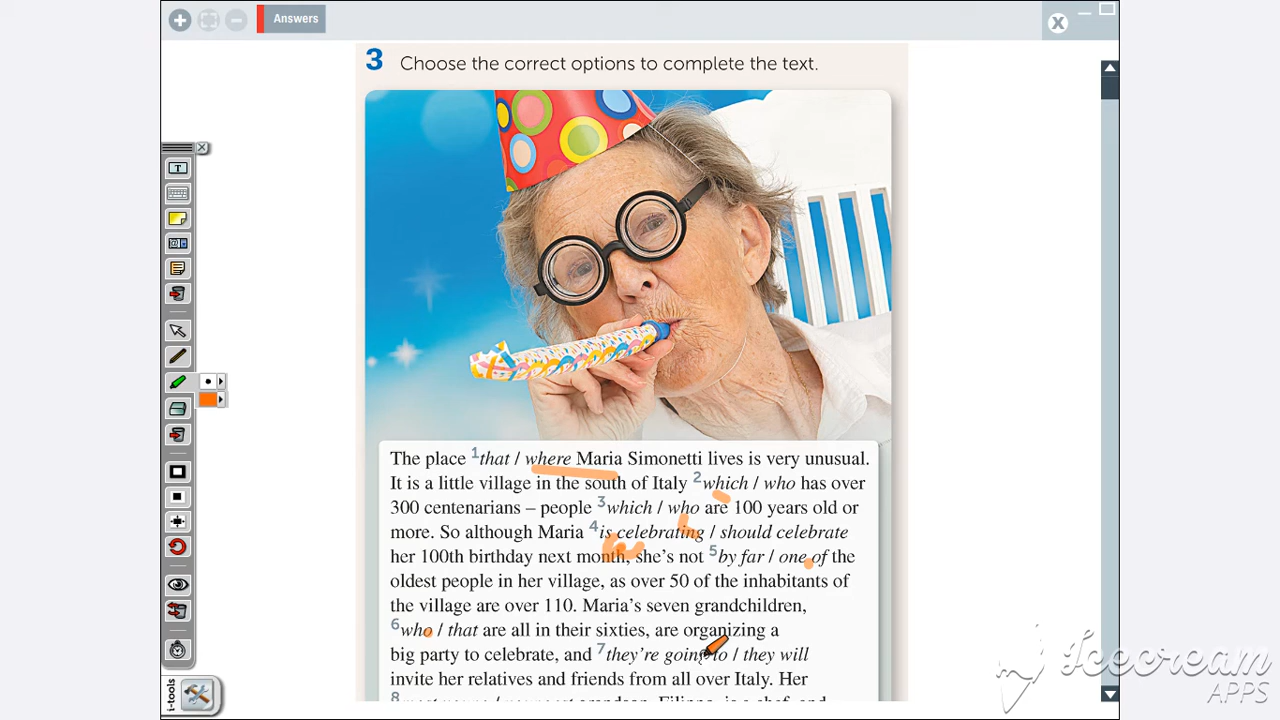 Answers
X
3 Choose the correct options to complete the text.
T
The place 1that / where Maria Simonetti lives is very unusual.
It is a little village in the south of Italy 2which / who has over
300 centenarians – people 3which / who are 100 years old or
more. So although Maria 4is celebrating / should celebrate
her 100th birthday next month, she's not 5by far / one of the
oldest people in her village, as over 50 of the inhabitants of
the village are over 110. Maria's seven grandchildren,
6who / that are all in their sixties, are organizing a
big party to celebrate, and 7they're going to / they will
invite her relatives and friends from all over Italy. Her
8
grandson, Filippo, is a chef, and
i-tools
Icecream
APPS